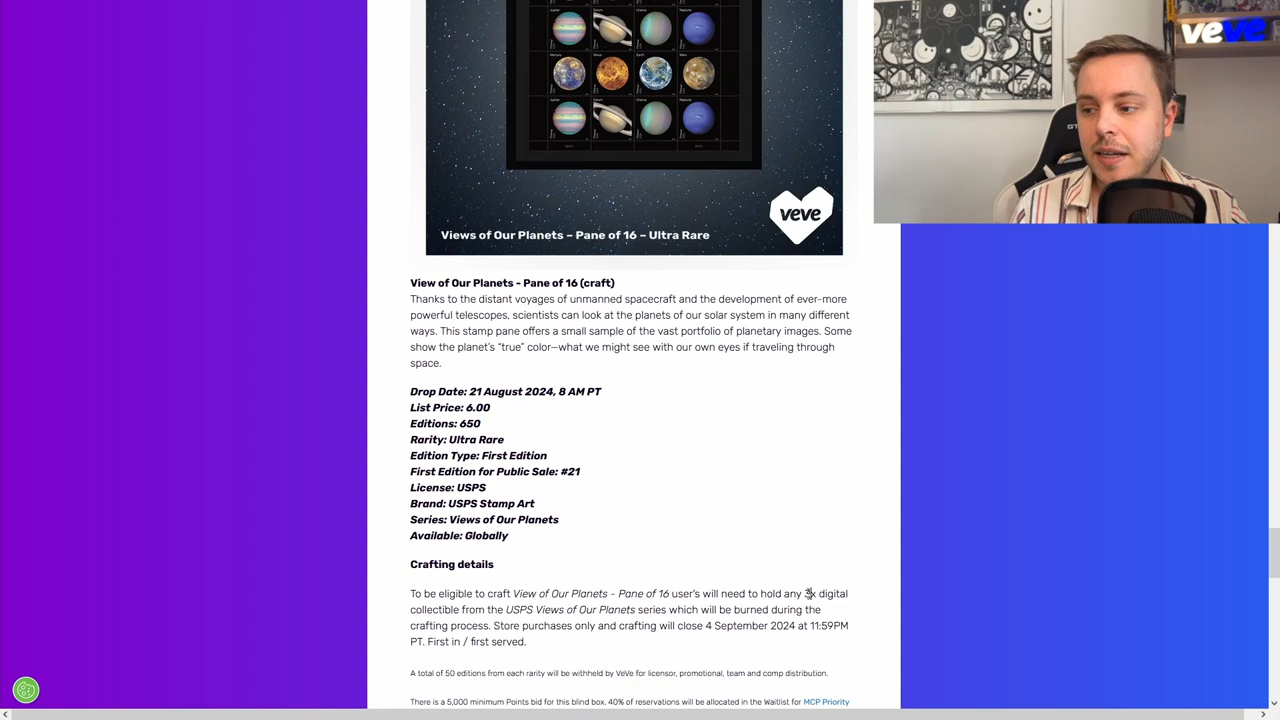 veve
veve
Views of Our Planets – Pane of 16 – Ultra Rare
View of Our Planets - Pane of 16 (craft)
Thanks to the distant voyages of unmanned spacecraft and the development of ever-more
powerful telescopes, scientists can look at the planets of our solar system in many different
ways. This stamp pane offers a small sample of the vast portfolio of planetary images. Some
show the planet's "true" color—what we might see with our own eyes if traveling through
space.
Drop Date: 21 August 2024, 8 AM PT
List Price: 6.00
Editions: 650
Rarity: Ultra Rare
Edition Type: First Edition
First Edition for Public Sale: #21
License: USPS
Brand: USPS Stamp Art
Series: Views of Our Planets
Available: Globally
Crafting details
To be eligible to craft View of Our Planets - Pane of 16 user's will need to hold any 3x digital
collectible from the USPS Views of Our Planets series which will be burned during the
crafting process. Store purchases only and crafting will close 4 September 2024 at 11:59PM
PT. First in / first served.
A total of 50 editions from each rarity will be withheld by VeVe for licensor, promotional, team and comp distribution.
There is a 5,000 minimum Points bid for this blind box. 40% of reservations will be allocated in the Waitlist for MCP Priority